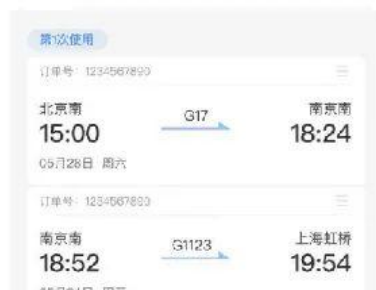 第1次使用
订单号：1234567890
北京南 G17 南京南
15:00 18:24
05月28日 周六
订单号：1234567890
南京南 G1123 上海虹桥
18:52 19:54